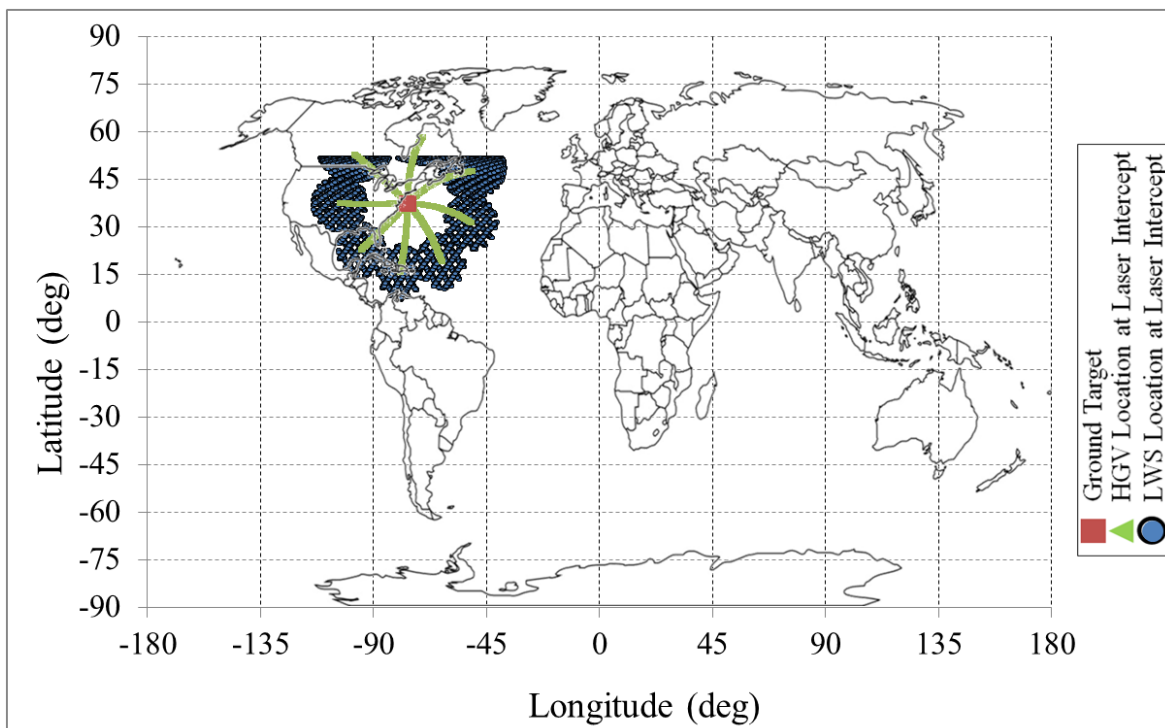 90
75
60
45
30
15
0
-15
-30
-45
-60
-75
-90
Latitude (deg)
-180 -135 -90 -45 0 45 90 135 180
Longitude (deg)
Ground Target
HGV Location at Laser Intercept
LWS Location at Laser Intercept